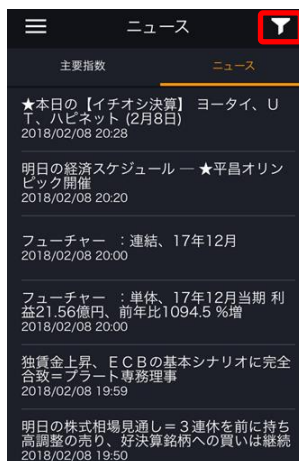 ニュース
主要指数 ニュース
★本日の【イチオシ決算】 ヨータイ、U
T、ハピネット (2月8日)
2018/02/08 20:28
明日の経済スケジュール ― ★平昌オリン
ピック開催
2018/02/08 20:20
フューチャー ：連結、17年12月
2018/02/08 20:00
フューチャー ：単体、17年12月当期 利
益21.56億円、前年比1094.5 %増
2018/02/08 20:00
独賃金上昇、ＥＣＢの基本シナリオに完全
合致＝プラート専務理事
2018/02/08 19:59
明日の株式相場見通し＝３連休を前に持ち
高調整の売り、好決算銘柄への買いは継続
2018/02/08 19:50